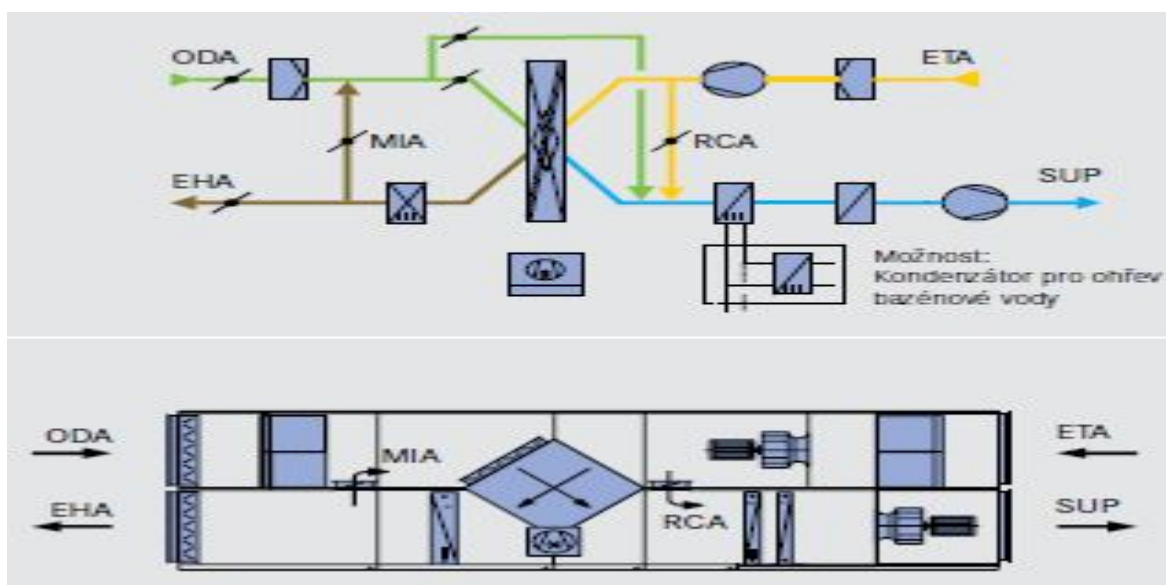 ODA
ETA
MIA
RCA
EHA
SUP
Možnost:
Kondenzátor pro ohřev
bazénové vody
ODA
ETA
MIA
EHA
RCA
SUP